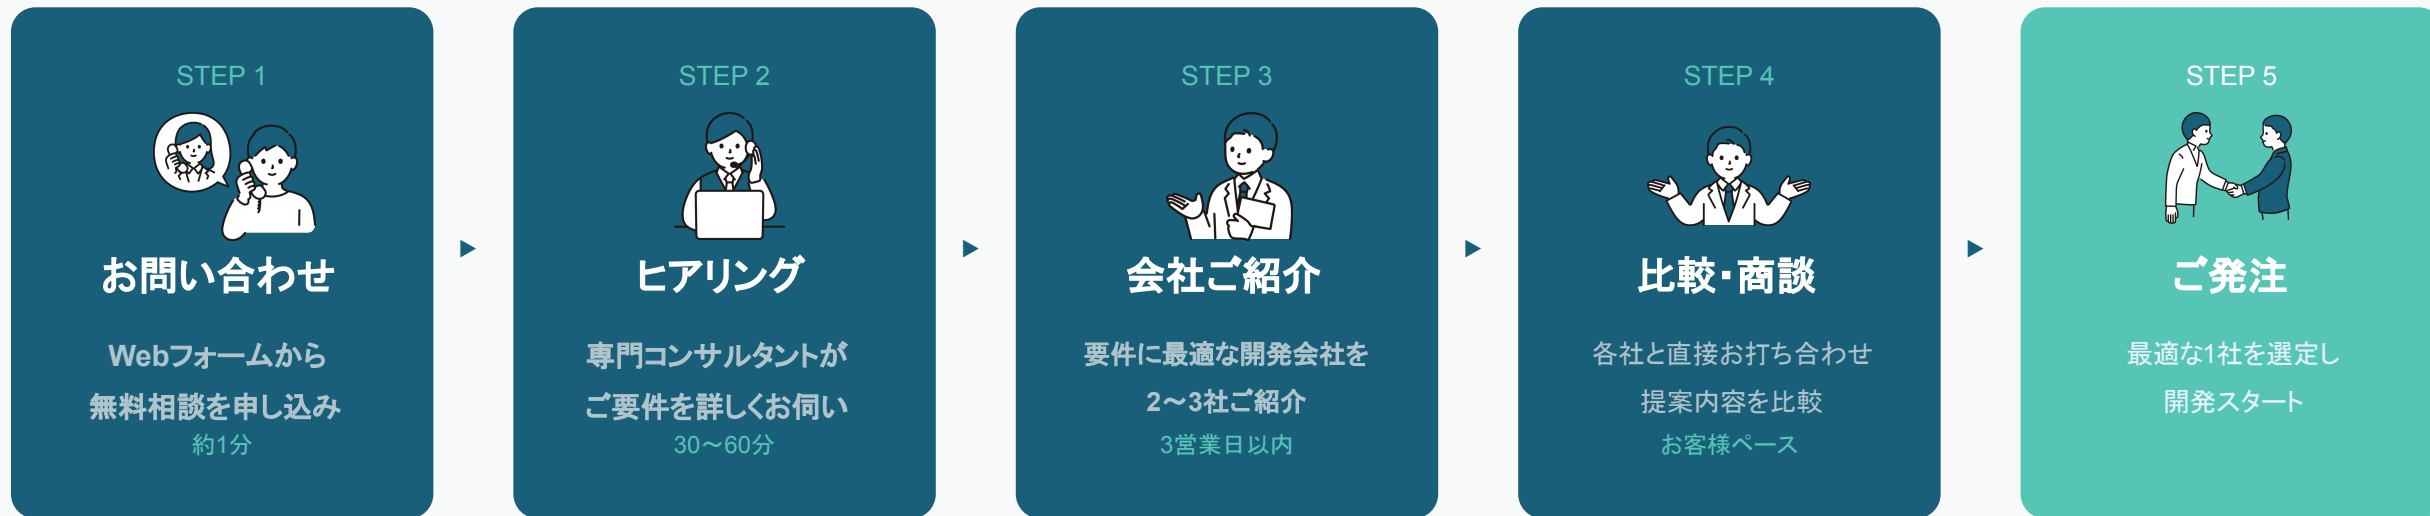 STEP 1
お問い合わせ
Webフォームから
無料相談を申し込み
約1分
STEP 2
ヒアリング
専門コンサルタントが
ご要件を詳しくお伺い
30〜60分
STEP 3
会社ご紹介
要件に最適な開発会社を
2〜3社ご紹介
3営業日以内
STEP 4
比較・商談
各社と直接お打ち合わせ
提案内容を比較
お客様ペース
STEP 5
ご発注
最適な1社を選定し
開発スタート